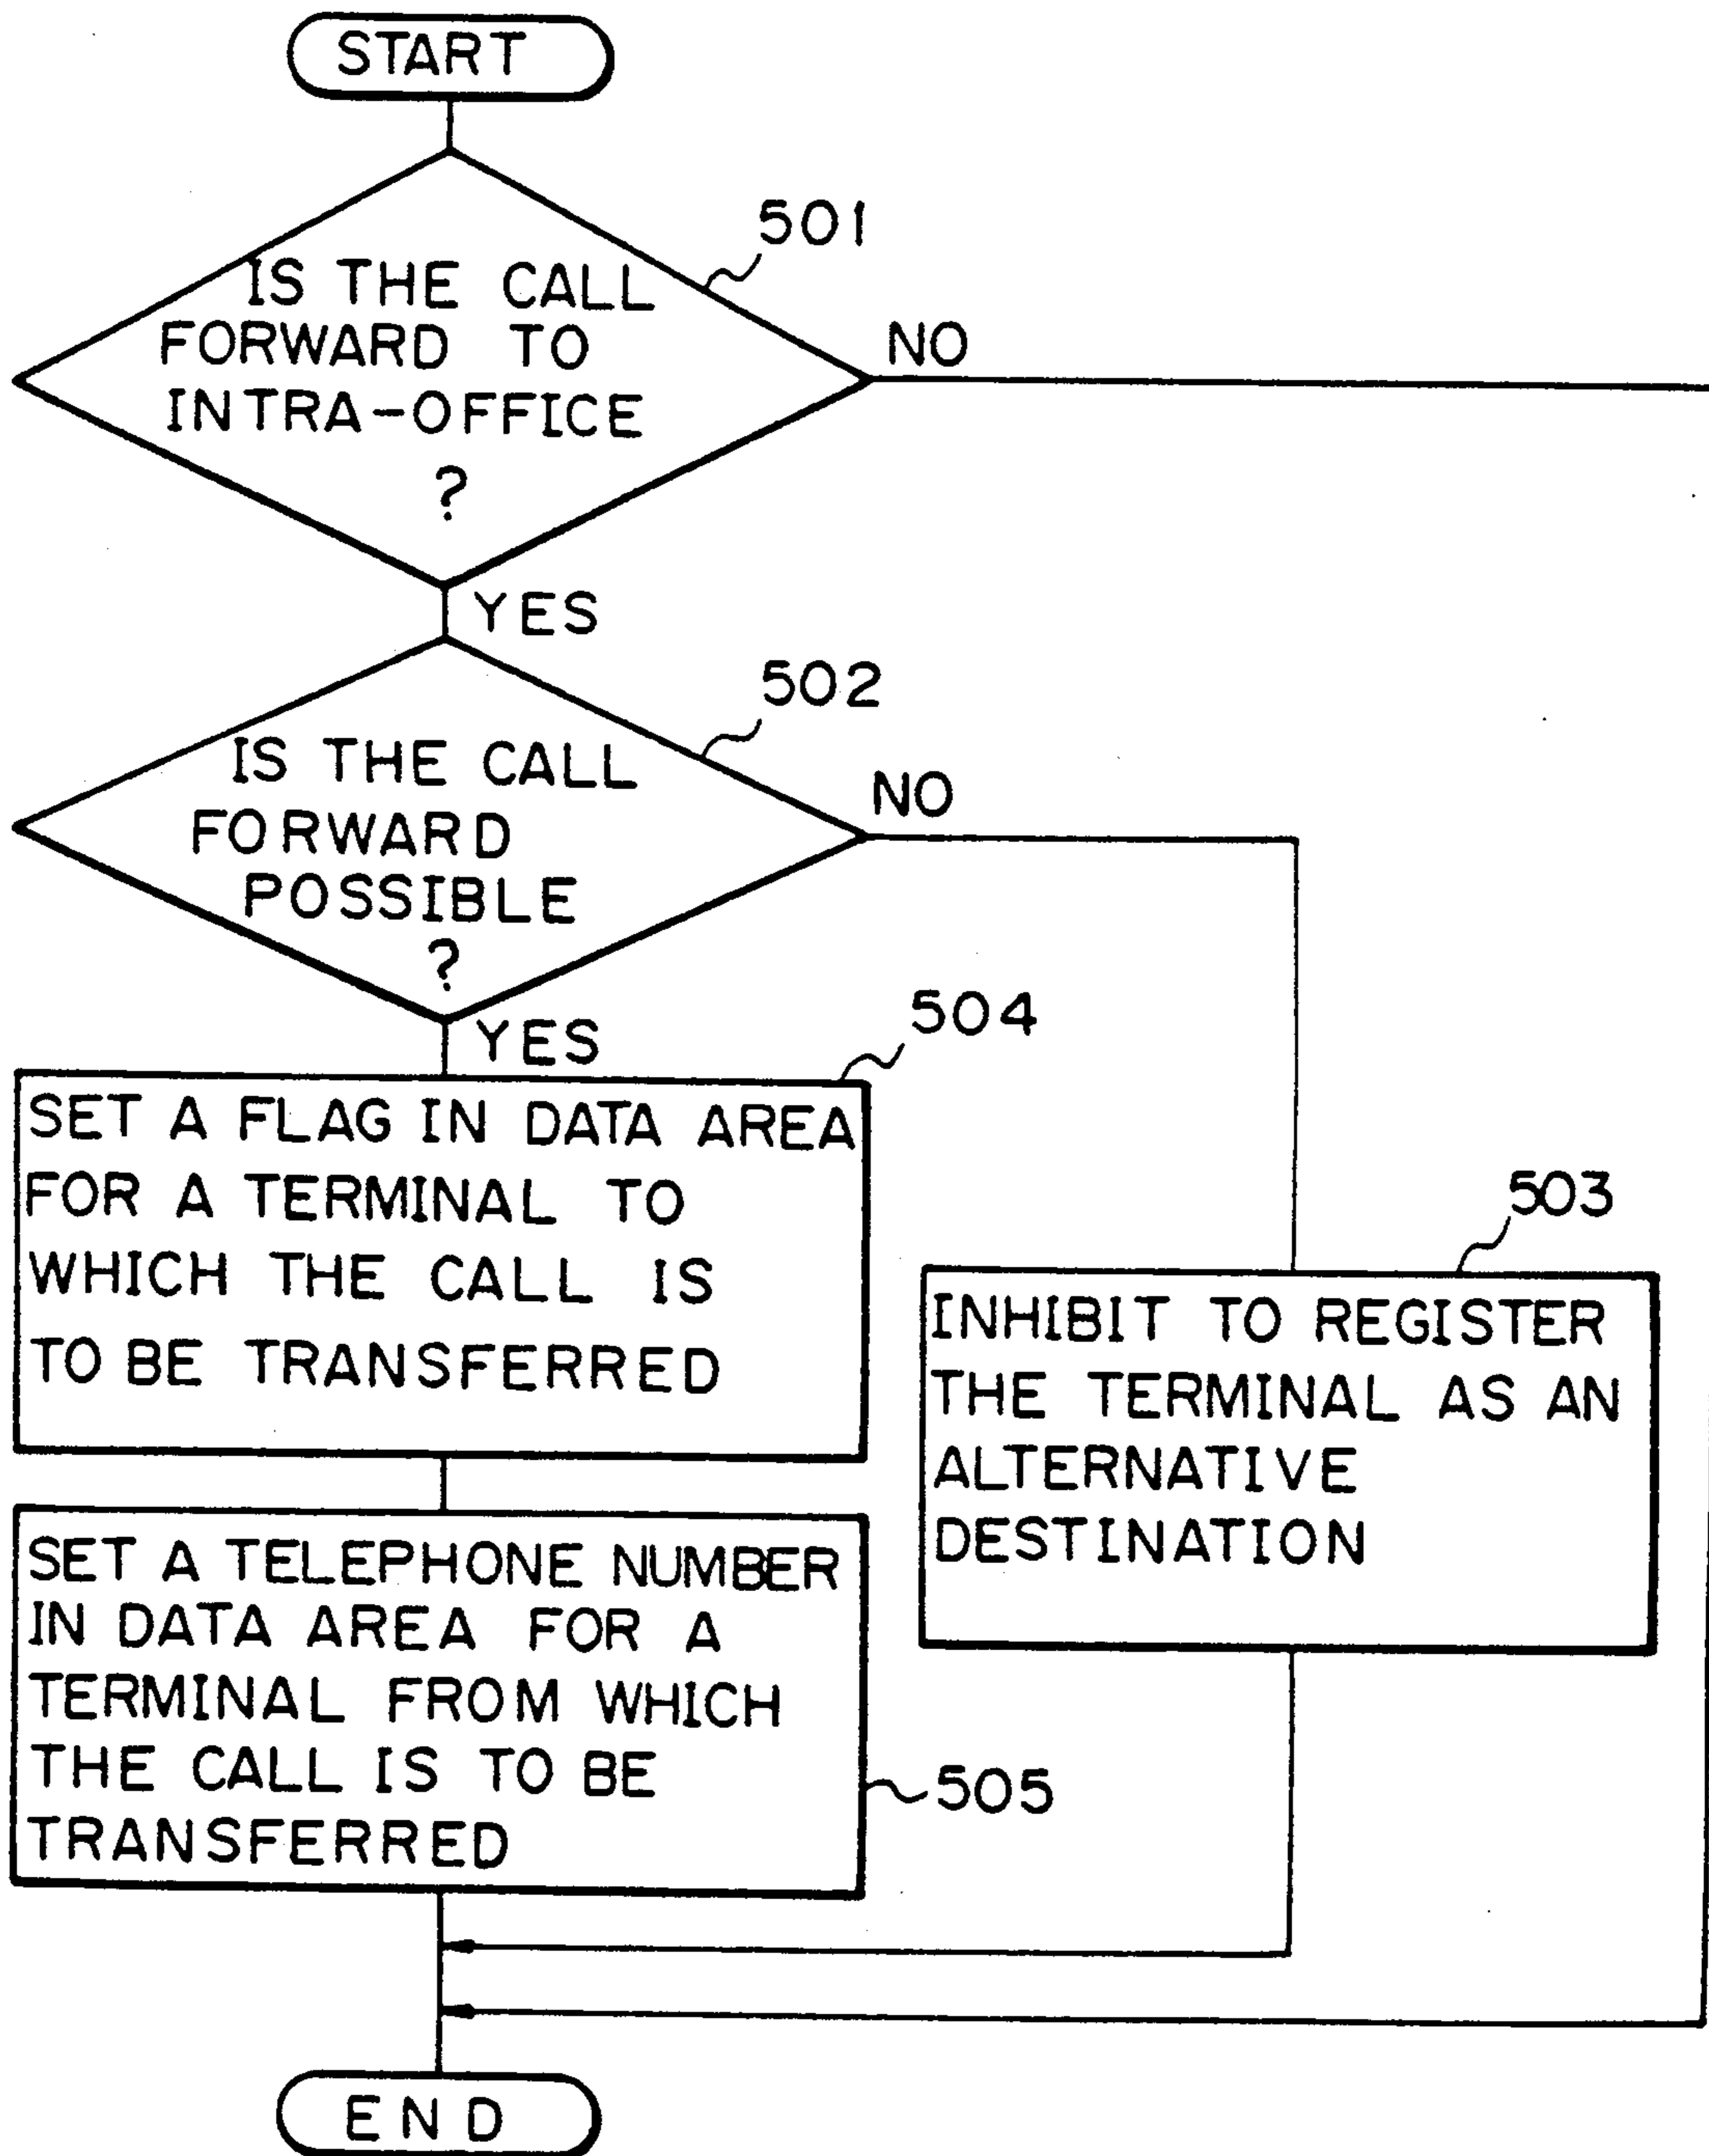 START
501
IS THE CALL
FORWARD TO
INTRA-OFFICE
?
NO
YES
502
IS THE CALL
FORWARD
POSSIBLE
?
NO
YES
504
SET A FLAG IN DATA AREA
FOR A TERMINAL TO
WHICH THE CALL IS
TO BE TRANSFERRED
503
INHIBIT TO REGISTER
THE TERMINAL AS AN
ALTERNATIVE
DESTINATION
SET A TELEPHONE NUMBER
IN DATA AREA FOR A
TERMINAL FROM WHICH
THE CALL IS TO BE
TRANSFERRED
505
END